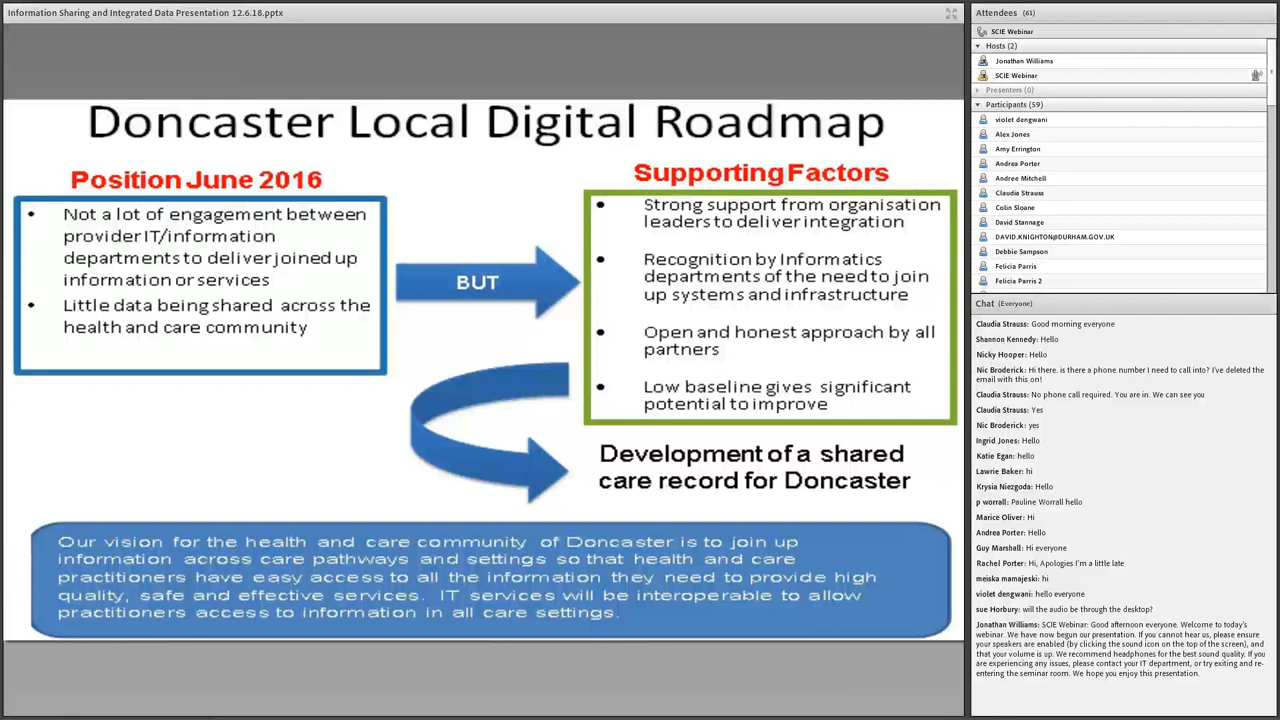 Information Sharing and Integrated Data Presentation 12.6.18.pptx
Doncaster Local Digital Roadmap
Position June 2016
Not a lot of engagement between
provider IT/information
departments to deliver joined up
information or services
Little data being shared across the
health and care community
BUT
Supporting Factors
Strong support from organisation
leaders to deliver integration
Recognition by Informatics
departments of the need to join
up systems and infrastructure
Open and honest approach by all
partners
Low baseline gives significant
potential to improve
Development of a shared
care record for Doncaster
Our vision for the health and care community of Doncaster is to join up
information across care pathways and settings so that health and care
practitioners have easy access to all the information they need to provide high
quality, safe and effective services. IT services will be interoperable to allow
practitioners access to information in all care settings.
Attendees (61)
SCIE Webinar
Hosts (2)
Jonathan Williams
SCIE Webinar
Presenters (0)
Participants (59)
violet dengwani
Alex Jones
Amy Errington
Andrea Porter
Andree Mitchell
Claudia Strauss
Colin Sloane
David Stannage
DAVID.KNIGHTON@DURHAM.GOV.UK
Debbie Sampson
Felicia Parris
Felicia Parris 2
Chat (Everyone)
Claudia Strauss: Good morning everyone
Shannon Kennedy: Hello
Nicky Hooper: Hello
Nic Broderick: Hi there. is there a phone number I need to call into? I've deleted the
email with this on!
Claudia Strauss: No phone call required. You are in. We can see you
Claudia Strauss: Yes
Nic Broderick: yes
Ingrid Jones: Hello
Katie Egan: hello
Lawrie Baker: hi
Krysia Niezgoda: Hello
p worrall: Pauline Worrall hello
Marice Oliver: Hi
Andrea Porter: Hello
Guy Marshall: Hi everyone
Rachel Porter: Hi, Apologies I'm a little late
meiska mamajeski: hi
violet dengwani: hello everyone
sue Horbury: will the audio be through the desktop?
Jonathan Williams: SCIE Webinar: Good afternoon everyone. Welcome to today's
webinar. We have now begun our presentation. If you cannot hear us, please ensure
your speakers are enabled (by clicking the sound icon on the top of the screen), and
that your volume is up. We recommend headphones for the best sound quality. If you
are experiencing any issues, please contact your IT department, or try exiting and re-
entering the seminar room. We hope you enjoy this presentation.